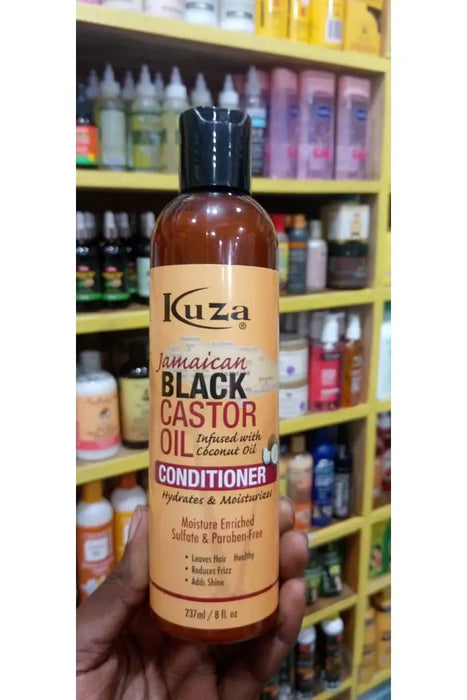 Kuza®
Jamaican
BLACK
CASTOR
OIL Infused with
Coconut Oil
CONDITIONER
Hydrates & Moisturizes
Moisture Enriched
Sulfate & Paraben-Free
• Leaves Hair Healthy
• Reduces Frizz
• Adds Shine
237ml / 8 fl. oz